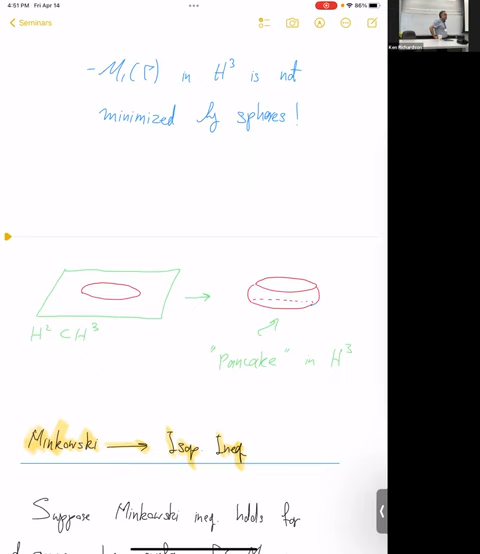 4:51 PM Fri Apr 14
86%
Seminars
Ken Richardson
- M₁(Γ) in H³ is not
minimized by spheres!
H² ⊂ H³
"Pancake" in H³
Minkowski → Isop. Ineq
Suppose Minkowski ineq. holds for